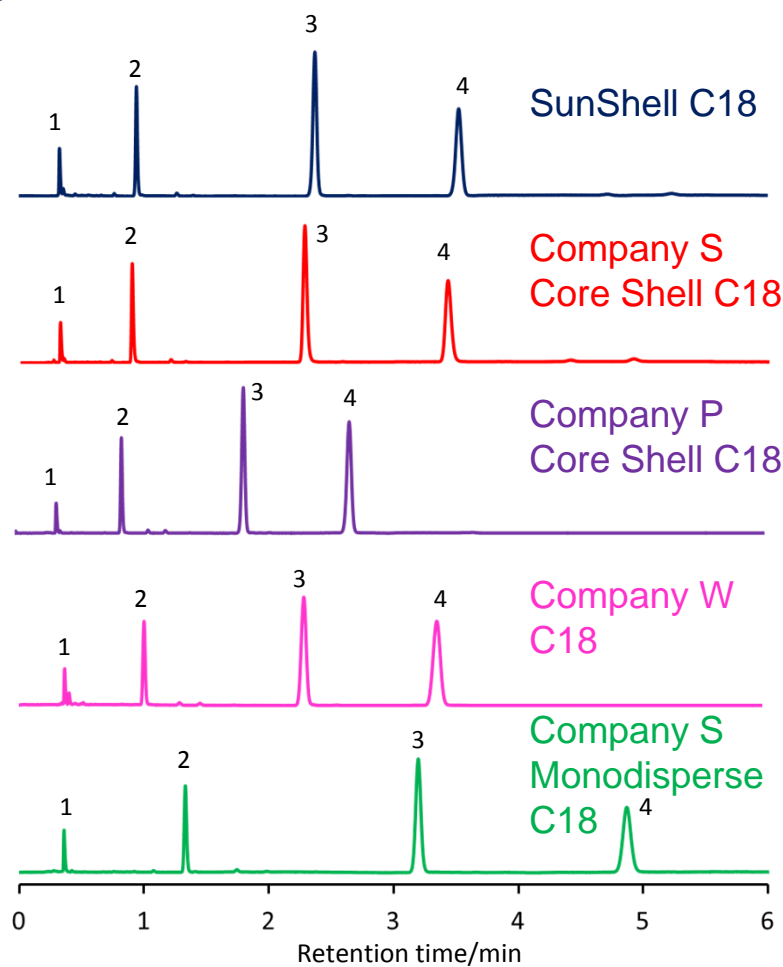 1
2
3
4
SunShell C18
1
2
3
4
Company S
Core Shell C18
1
2
3
4
Company P
Core Shell C18
1
2
3
4
Company W
C18
1
2
3
4
Company S
Monodisperse
C18
0 1 2 3 4 5 6
Retention time/min